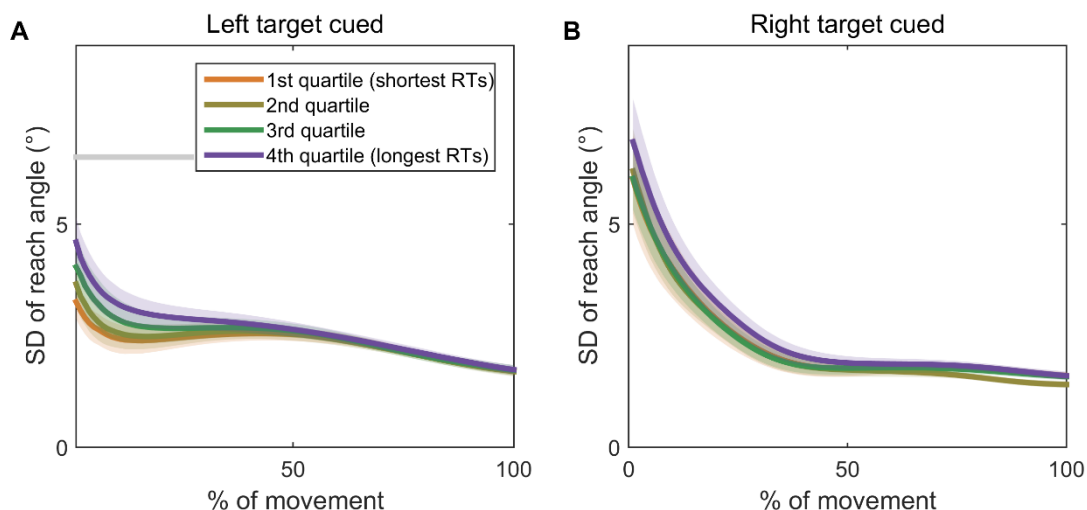 A
Left target cued
SD of reach angle (°)
5
0
1st quartile (shortest RTs)
2nd quartile
3rd quartile
4th quartile (longest RTs)
50
100
% of movement
B
Right target cued
SD of reach angle (°)
5
0
0
50
100
% of movement